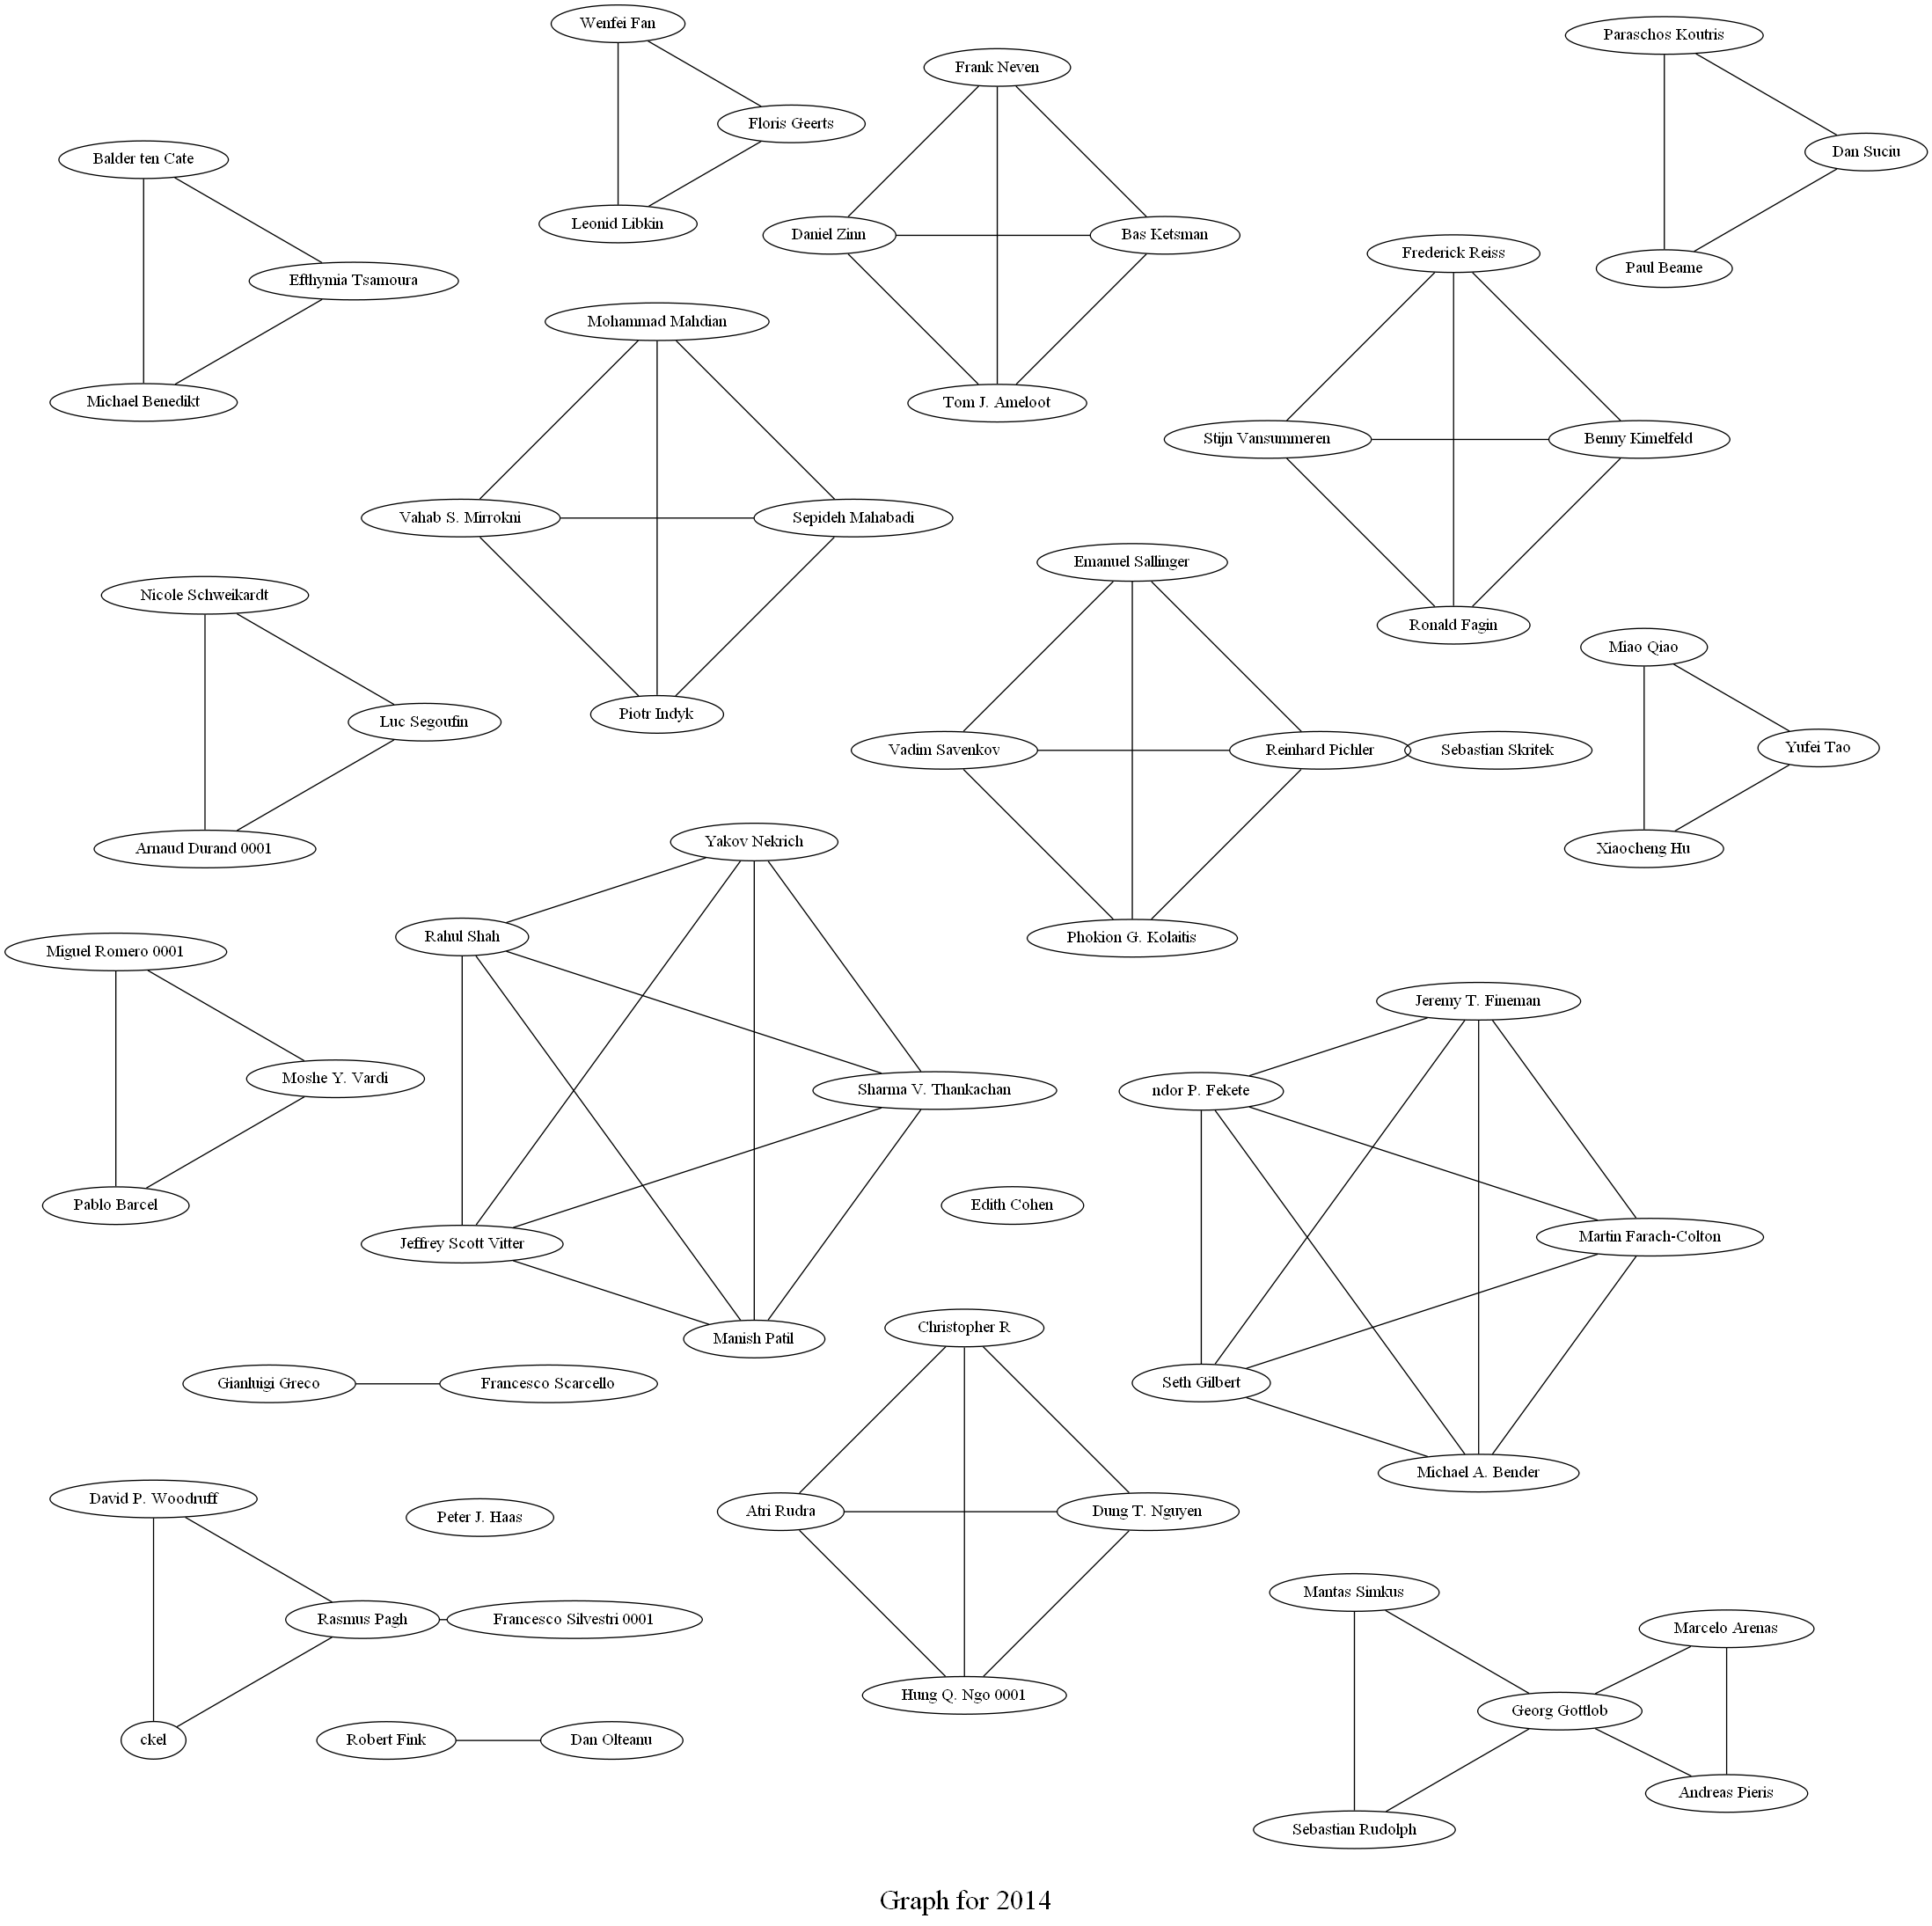 Wenfei Fan
Paraschos Koutris
Frank Neven
Floris Geerts
Dan Suciu
Balder ten Cate
Leonid Libkin
Daniel Zinn
Bas Ketsman
Frederick Reiss
Paul Beame
Efthymia Tsamoura
Mohammad Mahdian
Michael Benedikt
Tom J. Ameloot
Stijn Vansummeren
Benny Kimelfeld
Vahab S. Mirrokni
Sepideh Mahabadi
Emanuel Sallinger
Nicole Schweikardt
Ronald Fagin
Miao Qiao
Piotr Indyk
Luc Segoufin
Vadim Savenkov
Reinhard Pichler
Sebastian Skritek
Yufei Tao
Yakov Nekrich
Arnaud Durand 0001
Xiaocheng Hu
Rahul Shah
Phokion G. Kolaitis
Miguel Romero 0001
Jeremy T. Fineman
Moshe Y. Vardi
Sharma V. Thankachan
ndor P. Fekete
Pablo Barcel
Edith Cohen
Martin Farach-Colton
Jeffrey Scott Vitter
Christopher R
Manish Patil
Gianluigi Greco
Francesco Scarcello
Seth Gilbert
Michael A. Bender
David P. Woodruff
Peter J. Haas
Atri Rudra
Dung T. Nguyen
Mantas Simkus
Rasmus Pagh
Francesco Silvestri 0001
Marcelo Arenas
Hung Q. Ngo 0001
Georg Gottlob
ckel
Robert Fink
Dan Olteanu
Andreas Pieris
Sebastian Rudolph
Graph for 2014